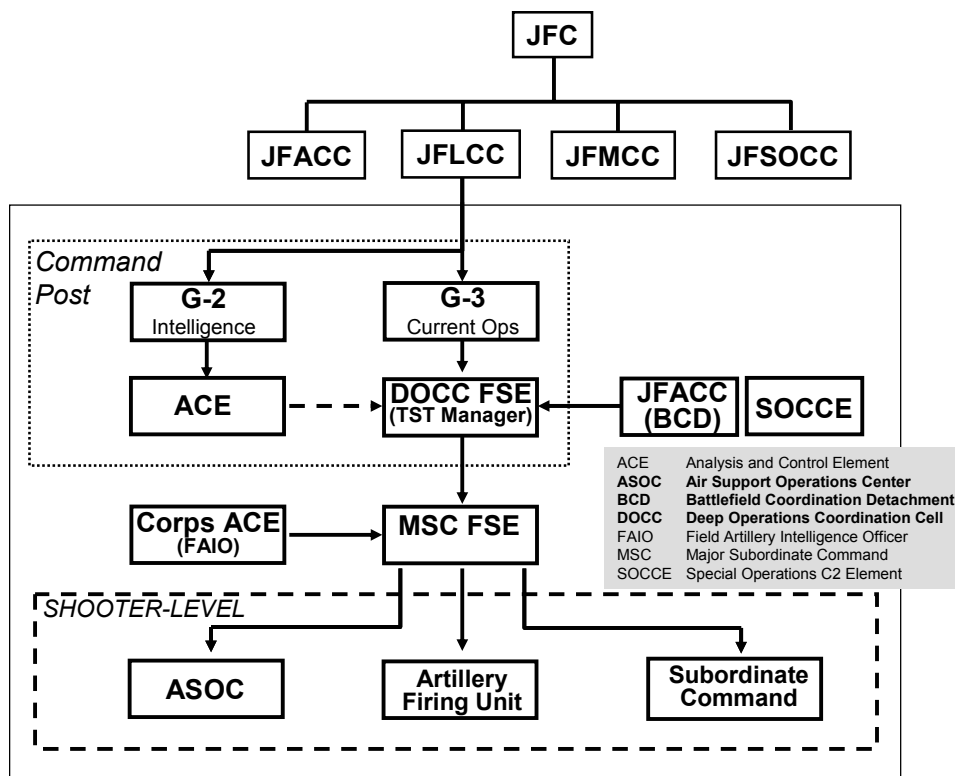 JFC
JFACC
JFLCC
JFMCC
JFSOCC
Command
Post
G-2
Intelligence
G-3
Current Ops
ACE
DOCC FSE
(TST Manager)
JFACC
(BCD)
SOCCE
ACE Analysis and Control Element
ASOC Air Support Operations Center
BCD Battlefield Coordination Detachment
DOCC Deep Operations Coordination Cell
FAIO Field Artillery Intelligence Officer
MSC Major Subordinate Command
SOCCE Special Operations C2 Element
Corps ACE
(FAIO)
MSC FSE
SHOOTER-LEVEL
ASOC
Artillery
Firing Unit
Subordinate
Command